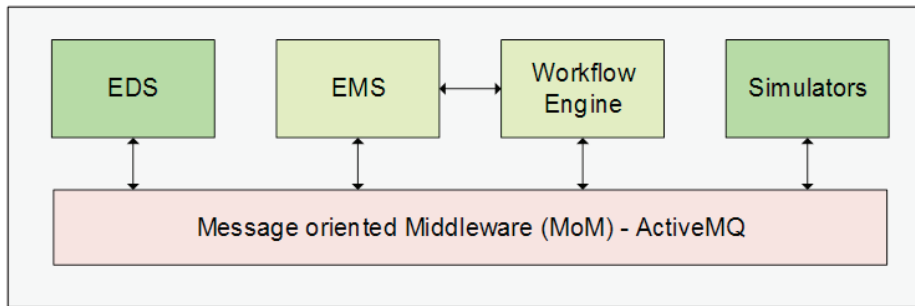 EDS
EMS
Workflow
Engine
Simulators
Message oriented Middleware (MoM) - ActiveMQ